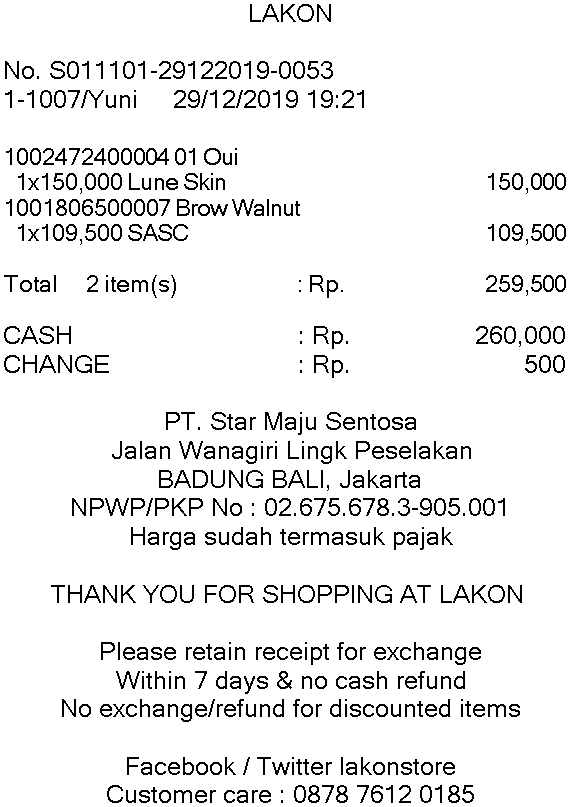 LAKON
No. S011101-29122019-0053
1-1007/Yuni 29/12/2019 19:21
1002472400004 01 Oui
1x150,000 Lune Skin 150,000
1001806500007 Brow Walnut
1x109,500 SASC 109,500
Total 2 item(s) : Rp. 259,500
CASH : Rp. 260,000
CHANGE : Rp. 500
PT. Star Maju Sentosa
Jalan Wanagiri Lingk Peselakan
BADUNG BALI, Jakarta
NPWP/PKP No : 02.675.678.3-905.001
Harga sudah termasuk pajak
THANK YOU FOR SHOPPING AT LAKON
Please retain receipt for exchange
Within 7 days & no cash refund
No exchange/refund for discounted items
Facebook / Twitter lakonstore
Customer care : 0878 7612 0185